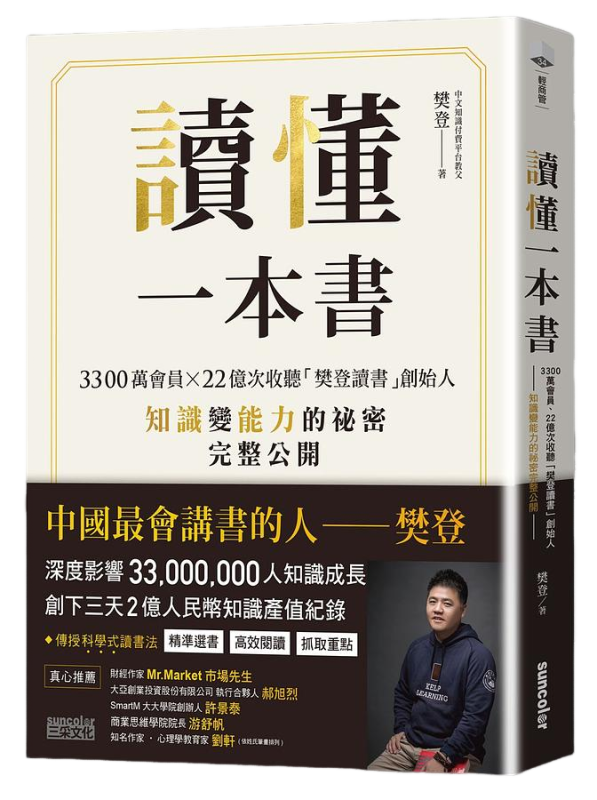 讀懂
一本書
中文知識付費平台教父
樊登——著
3300萬會員×22億次收聽「樊登讀書」創始人
知識變能力的祕密
完整公開
中國最會講書的人——樊登
深度影響33,000,000人知識成長
創下三天2億人民幣知識產值紀錄
◆傳授科學式讀書法 精準選書 高效閱讀 抓取重點
真心推薦
財經作家 Mr.Market 市場先生
大亞創業投資股份有限公司 執行合夥人 郝旭烈
SmartM 大大學院創辦人 許景泰
商業思維學院院長 游舒帆
知名作家・心理學教育家 劉軒 (依姓氏筆畫排列)
suncolor
三采文化
KELP
LEARNING
34
輕商管
讀懂一本書
3300萬會員、22億次收聽「樊登讀書」創始人
——知識變能力的祕密完整公開——
樊登/著
suncolor